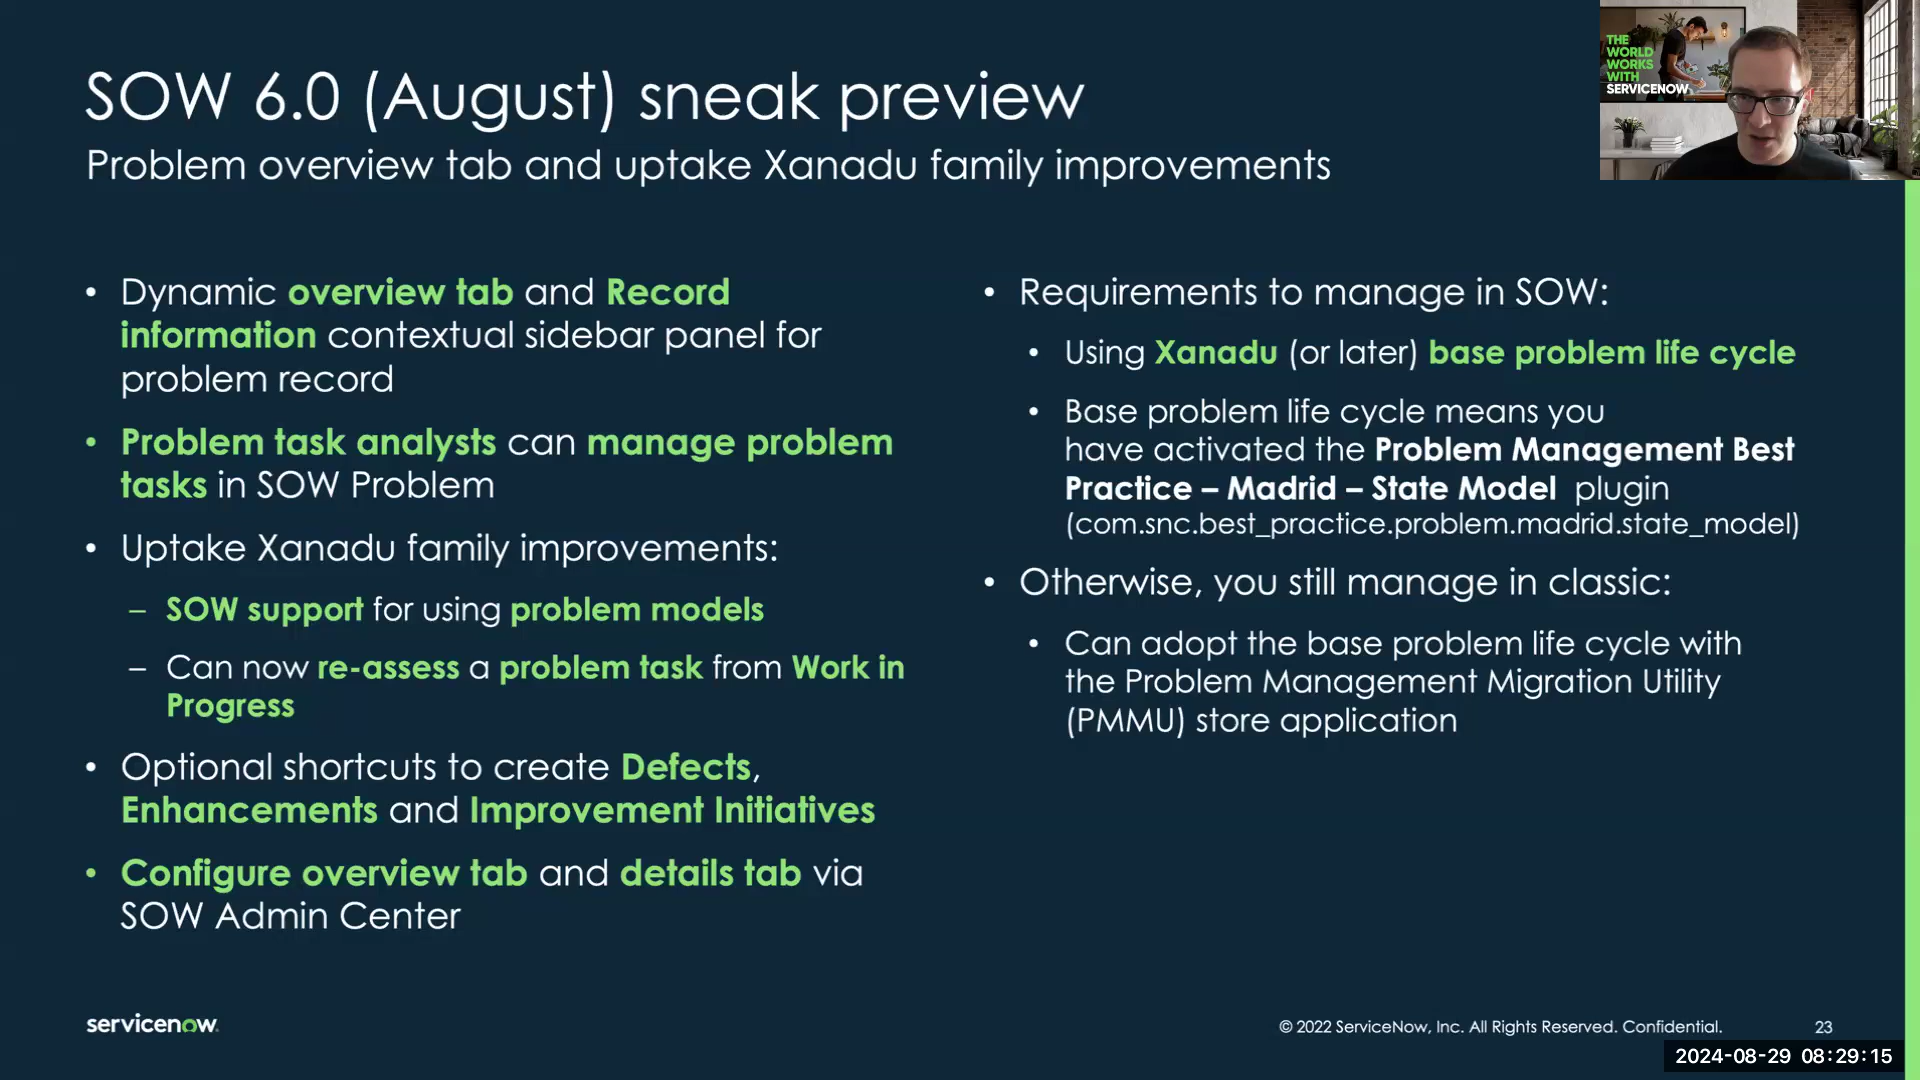 SOW 6.0 (August) sneak preview
Problem overview tab and uptake Xanadu family improvements
THE
WORLD
WORKS
WITH
SERVICENOW
• Dynamic overview tab and Record
information contextual sidebar panel for
problem record
• Problem task analysts can manage problem
tasks in SOW Problem
• Uptake Xanadu family improvements:
– SOW support for using problem models
– Can now re-assess a problem task from Work in
Progress
• Optional shortcuts to create Defects,
Enhancements and Improvement Initiatives
• Configure overview tab and details tab via
SOW Admin Center
• Requirements to manage in SOW:
• Using Xanadu (or later) base problem life cycle
• Base problem life cycle means you
have activated the Problem Management Best
Practice – Madrid – State Model plugin
(com.snc.best_practice.problem.madrid.state_model)
• Otherwise, you still manage in classic:
• Can adopt the base problem life cycle with
the Problem Management Migration Utility
(PMMU) store application
servicenow
© 2022 ServiceNow, Inc. All Rights Reserved. Confidential.
23
2024-08-29 08:29:15